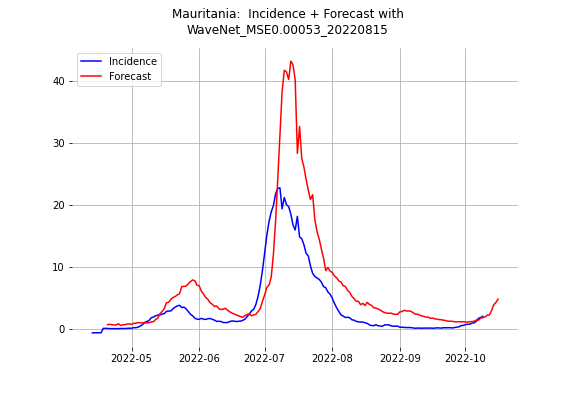 Mauritania:  Incidence + Forecast with
WaveNet_MSE0.00053_20220815
Incidence
Forecast
40
30
20
10
0
2022-05
2022-06
2022-07
2022-08
2022-09
2022-10